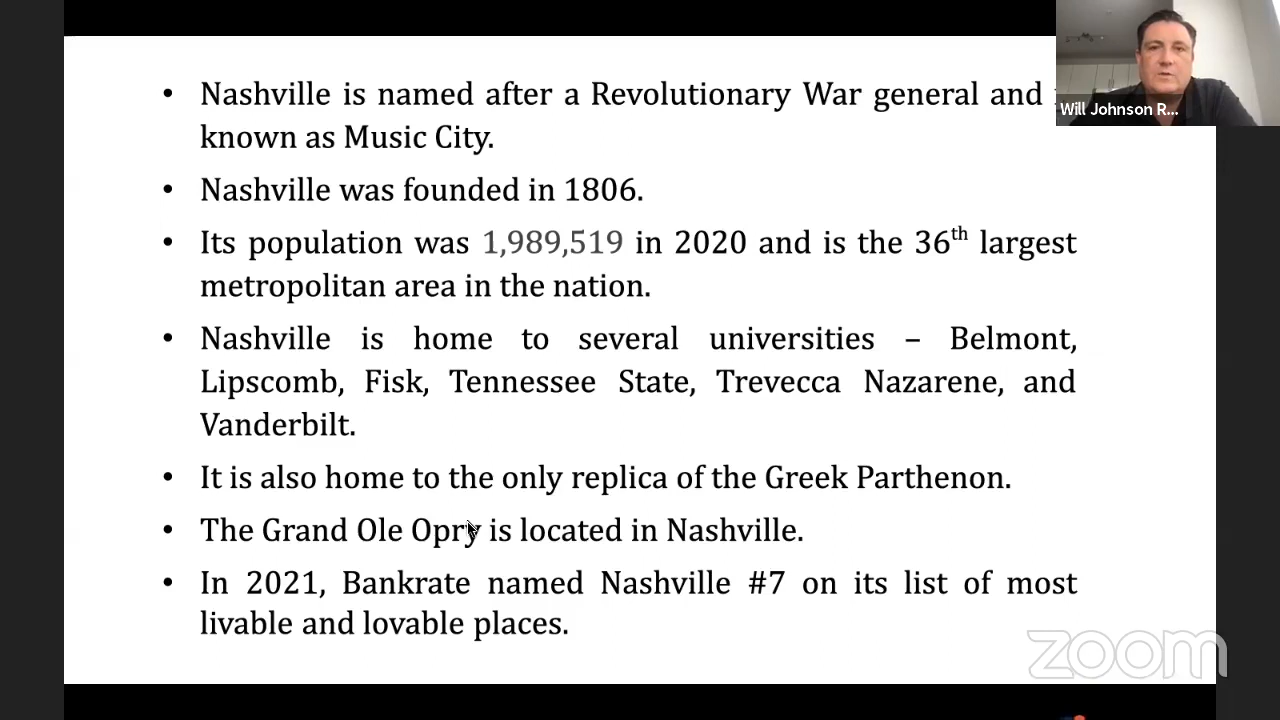 Nashville is named after a Revolutionary War general and
known as Music City.
Nashville was founded in 1806.
Its population was 1,989,519 in 2020 and is the 36th largest
metropolitan area in the nation.
Nashville is home to several universities – Belmont,
Lipscomb, Fisk, Tennessee State, Trevecca Nazarene, and
Vanderbilt.
It is also home to the only replica of the Greek Parthenon.
The Grand Ole Opry is located in Nashville.
In 2021, Bankrate named Nashville #7 on its list of most
livable and lovable places.
Will Johnson R...
zoom